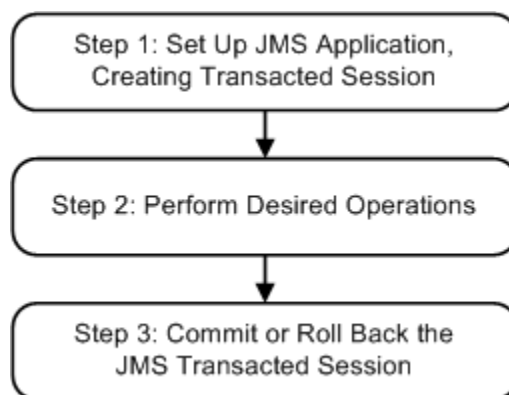 Step 1: Set Up JMS Application,
Creating Transacted Session
Step 2: Perform Desired Operations
Step 3: Commit or Roll Back the
JMS Transacted Session